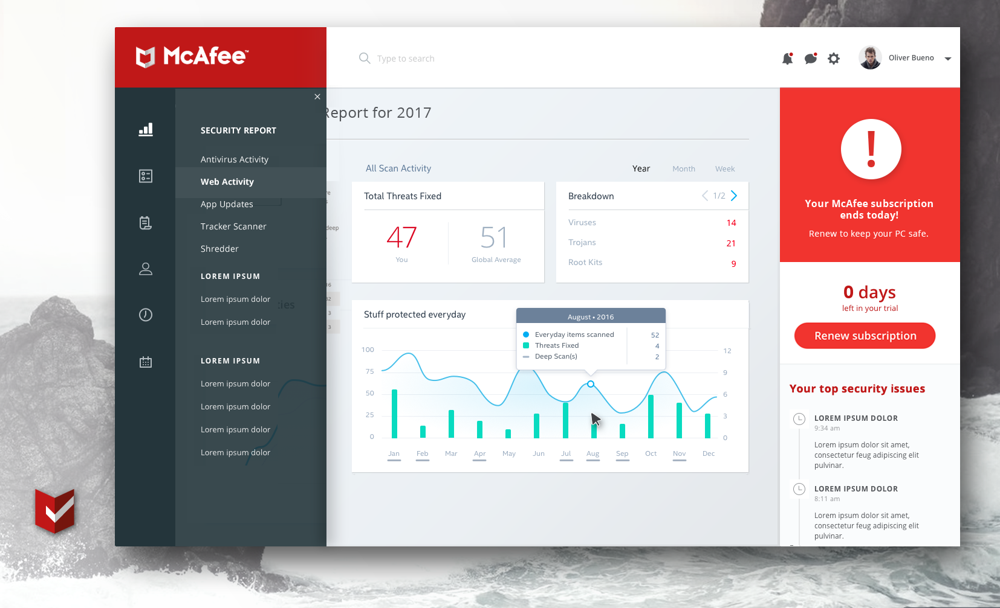 McAfee™
Type to search
Oliver Bueno
SECURITY REPORT
Antivirus Activity
Web Activity
App Updates
Tracker Scanner
Shredder
LOREM IPSUM
Lorem ipsum dolor
Lorem ipsum dolor
LOREM IPSUM
Lorem ipsum dolor
Lorem ipsum dolor
Lorem ipsum dolor
Lorem ipsum dolor
Report for 2017
All Scan Activity
Year Month Week
Total Threats Fixed
47
You
51
Global Average
Breakdown
1/2
Viruses 14
Trojans 21
Root Kits 9
deep
Stuff protected everyday
August • 2016
Everyday items scanned 52
Threats Fixed 4
Deep Scan(s) 2
100
75
50
25
0
12
9
6
3
0
Jan Feb Mar Apr May Jun Jul Aug Sep Oct Nov Dec
!
Your McAfee subscription
ends today!
Renew to keep your PC safe.
0 days
left in your trial
Renew subscription
Your top security issues
LOREM IPSUM DOLOR
9:34 am
Lorem ipsum dolor sit amet,
consectetur feug adipiscing elit
pulvinar.
LOREM IPSUM DOLOR
8:11 am
Lorem ipsum dolor sit amet,
consectetur feug adipiscing elit
pulvinar.